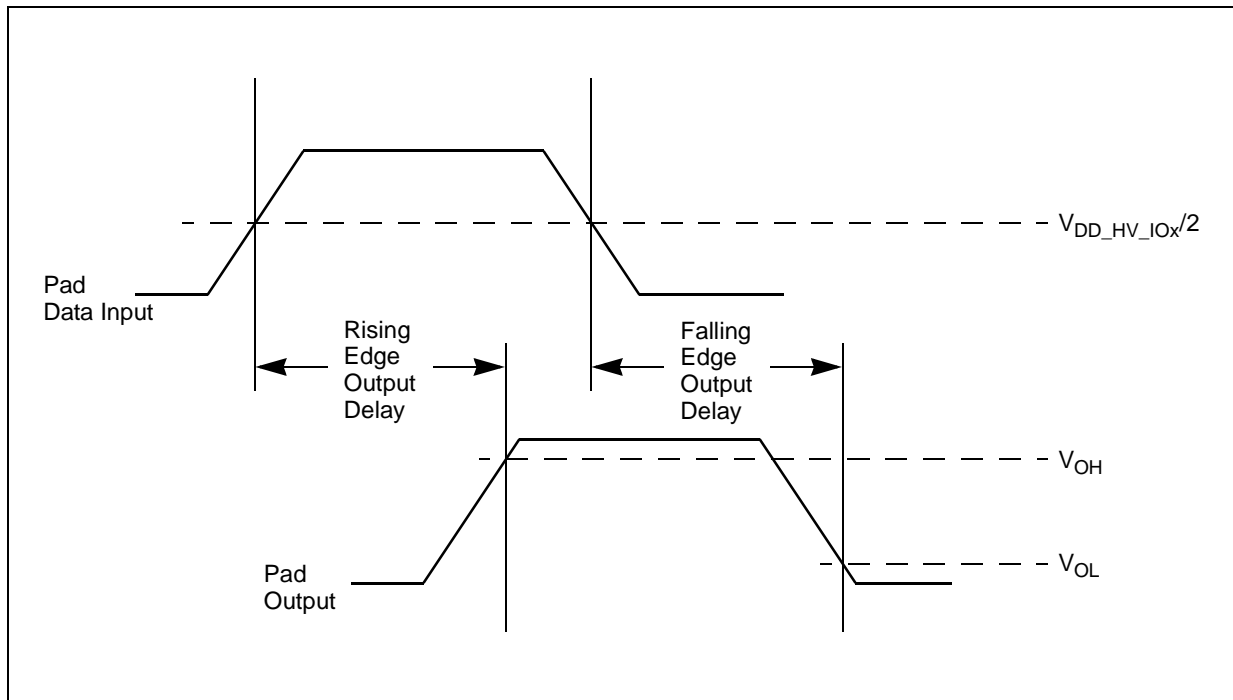 V_DD_HV_IOx/2
Pad
Data Input
Rising
Edge
Output
Delay
Falling
Edge
Output
Delay
V_OH
V_OL
Pad
Output